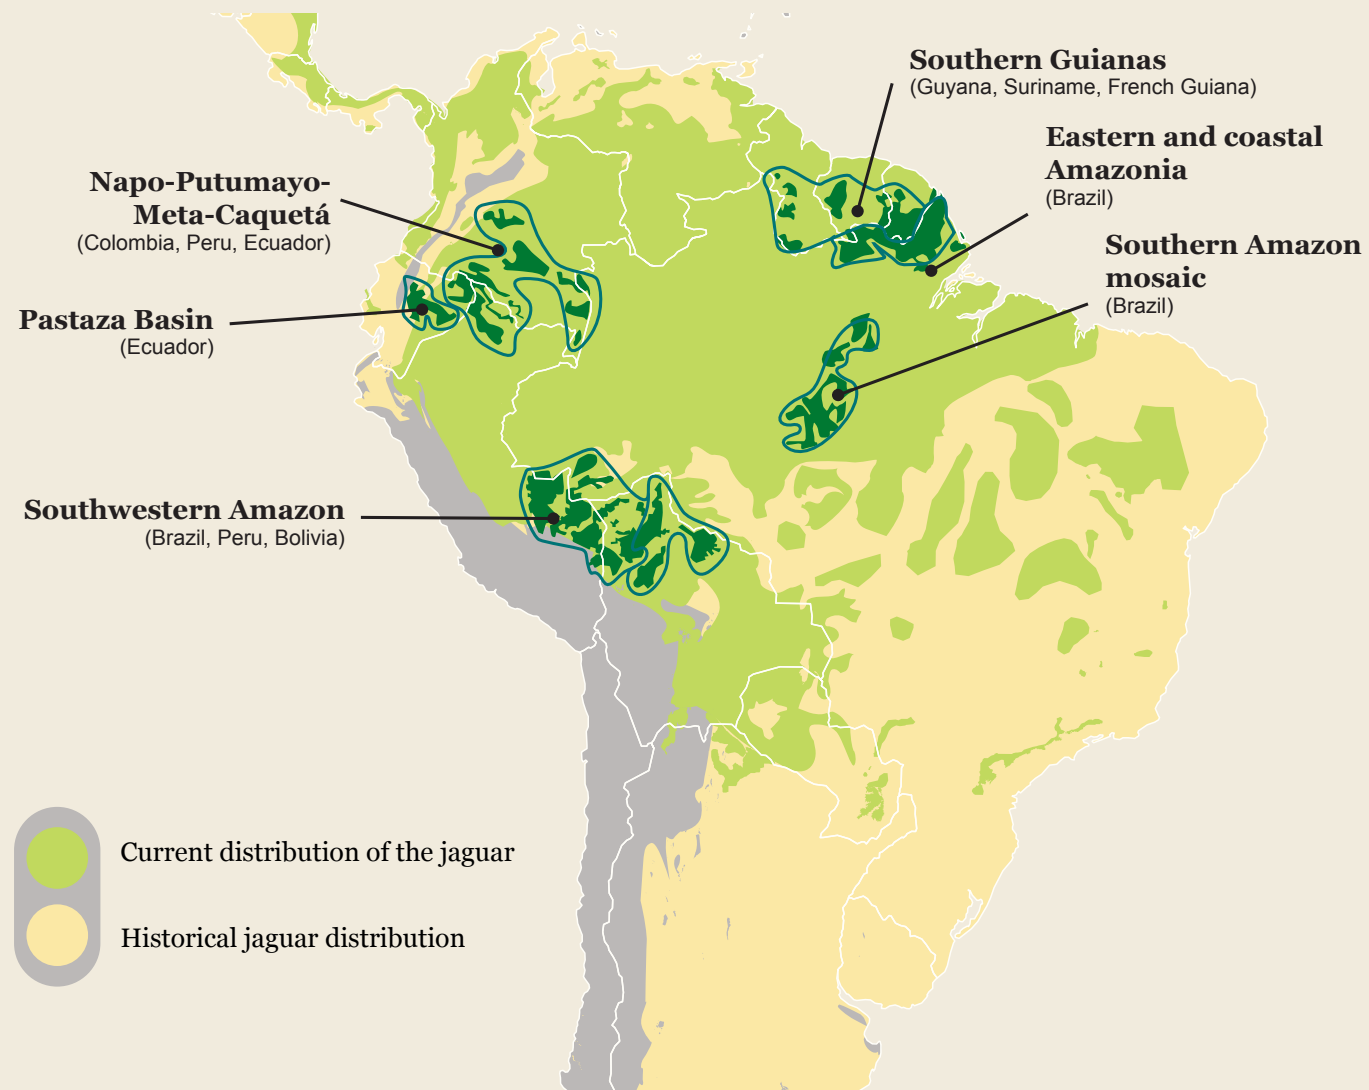 Southern Guianas
(Guyana, Suriname, French Guiana)
Eastern and coastal
Amazonia
(Brazil)
Napo-Putumayo-
Meta-Caquetá
(Colombia, Peru, Ecuador)
Southern Amazon
mosaic
(Brazil)
Pastaza Basin
(Ecuador)
Southwestern Amazon
(Brazil, Peru, Bolivia)
Current distribution of the jaguar
Historical jaguar distribution